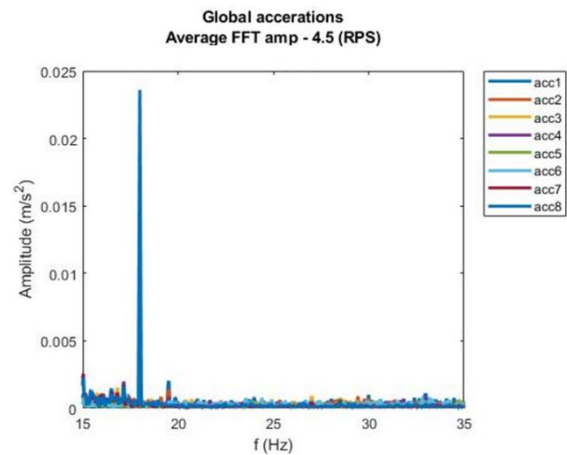 Global accerations
Average FFT amp - 4.5 (RPS)
0.025
0.02
0.015
0.01
0.005
0
Amplitude (m/s²)
15
20
25
30
35
f (Hz)
acc1
acc2
acc3
acc4
acc5
acc6
acc7
acc8